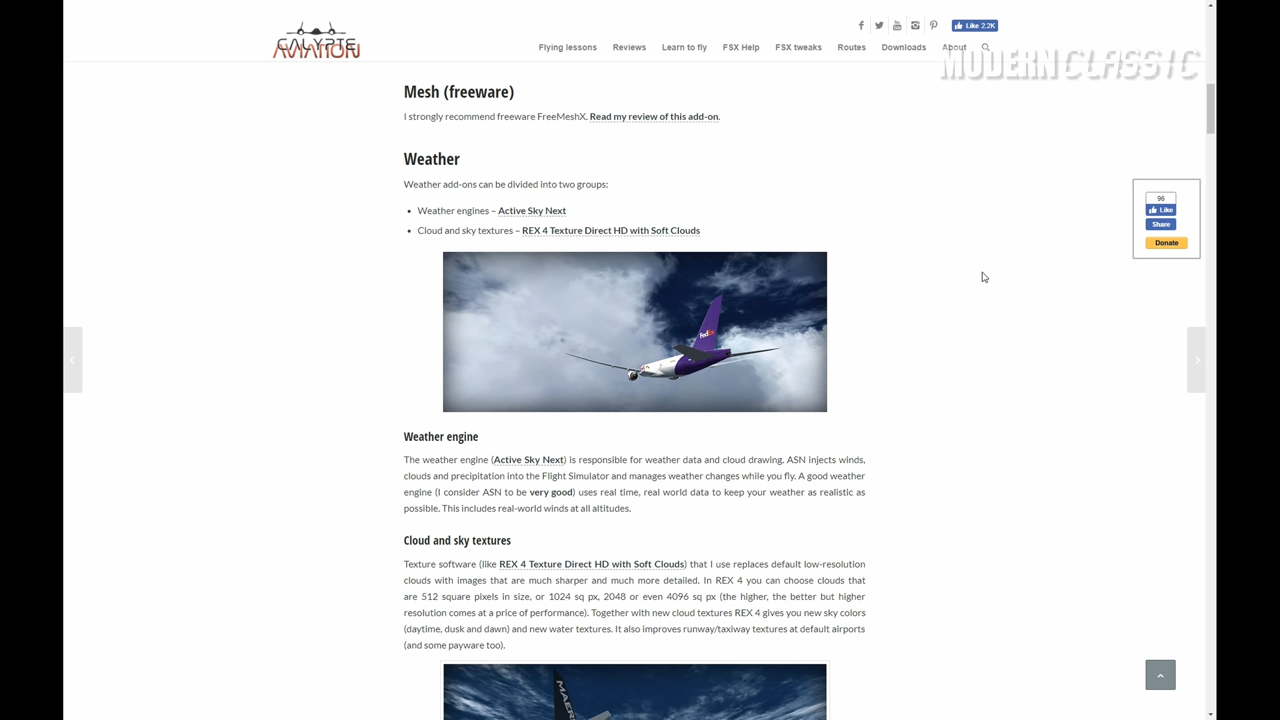 CALYPTE
AVIATION
Like 2.2K
Flying lessons Reviews Learn to fly FSX Help FSX tweaks Routes Downloads About
MODERN CLASSIC
Mesh (freeware)
I strongly recommend freeware FreeMeshX. Read my review of this add-on.
Weather
Weather add-ons can be divided into two groups:
• Weather engines – Active Sky Next
• Cloud and sky textures – REX 4 Texture Direct HD with Soft Clouds
96
Like
Share
Donate
FedEx
Weather engine
The weather engine (Active Sky Next) is responsible for weather data and cloud drawing. ASN injects winds,
clouds and precipitation into the Flight Simulator and manages weather changes while you fly. A good weather
engine (I consider ASN to be very good) uses real time, real world data to keep your weather as realistic as
possible. This includes real-world winds at all altitudes.
Cloud and sky textures
Texture software (like REX 4 Texture Direct HD with Soft Clouds) that I use replaces default low-resolution
clouds with images that are much sharper and much more detailed. In REX 4 you can choose clouds that
are 512 square pixels in size, or 1024 sq px, 2048 or even 4096 sq px (the higher, the better but higher
resolution comes at a price of performance). Together with new cloud textures REX 4 gives you new sky colors
(daytime, dusk and dawn) and new water textures. It also improves runway/taxiway textures at default airports
(and some payware too).
MAERS